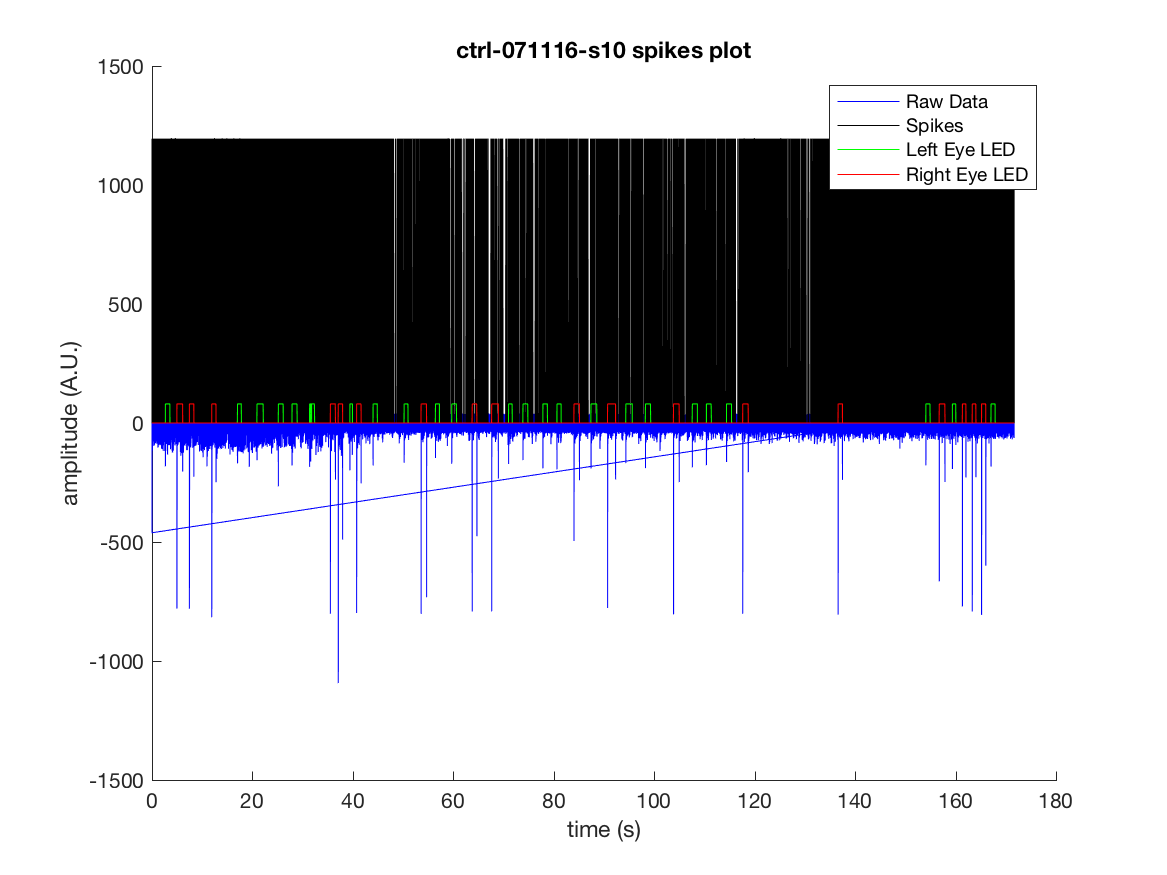 ctrl-071116-s10 spikes plot
Raw Data
Spikes
Left Eye LED
Right Eye LED
amplitude (A.U.)
1500
1000
500
0
-500
-1000
-1500
0 20 40 60 80 100 120 140 160 180
time (s)